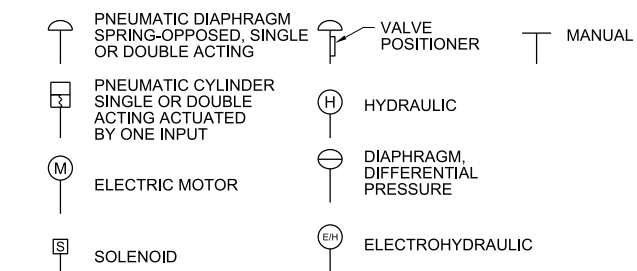 PNEUMATIC DIAPHRAGM
SPRING-OPPOSED, SINGLE
OR DOUBLE ACTING
VALVE
POSITIONER
MANUAL
PNEUMATIC CYLINDER
SINGLE OR DOUBLE
ACTING ACTUATED
BY ONE INPUT
H
HYDRAULIC
M
ELECTRIC MOTOR
DIAPHRAGM,
DIFFERENTIAL
PRESSURE
S
SOLENOID
E/H
ELECTROHYDRAULIC